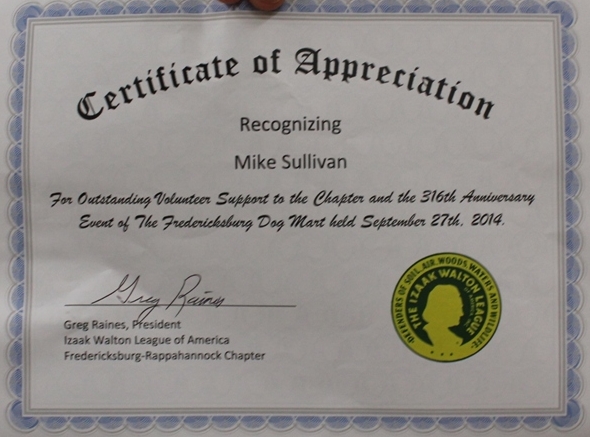 Certificate of Appreciation
Recognizing
Mike Sullivan
For Outstanding Volunteer Support to the Chapter and the 316th Anniversary
Event of The Fredericksburg Dog Mart held September 27th, 2014.
Greg Raines
Greg Raines, President
Izaak Walton League of America
Fredericksburg-Rappahannock Chapter
DEFENDERS OF SOIL, AIR, WOODS, WATERS AND WILDLIFE
THE IZAAK WALTON LEAGUE